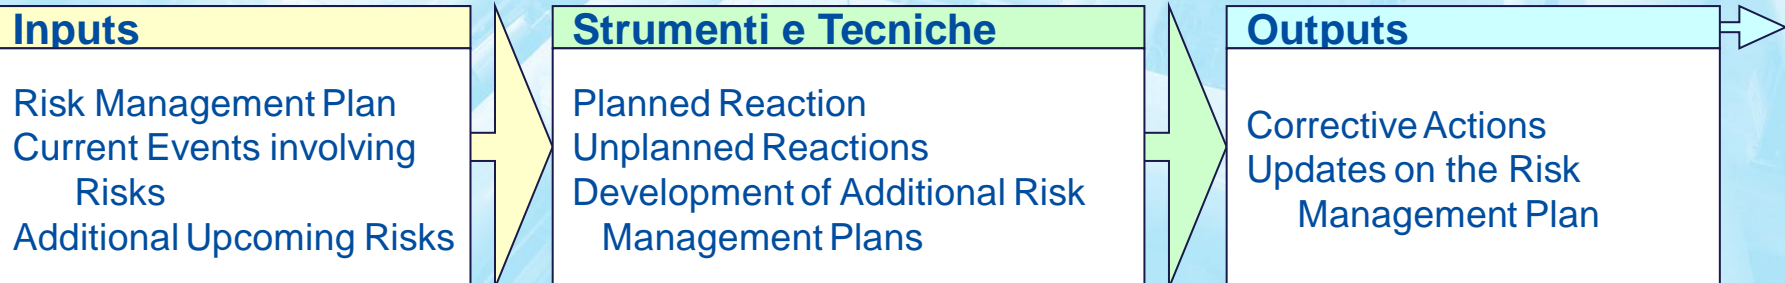 Inputs
Risk Management Plan
Current Events involving
Risks
Additional Upcoming Risks
Strumenti e Tecniche
Planned Reaction
Unplanned Reactions
Development of Additional Risk
Management Plans
Outputs
Corrective Actions
Updates on the Risk
Management Plan